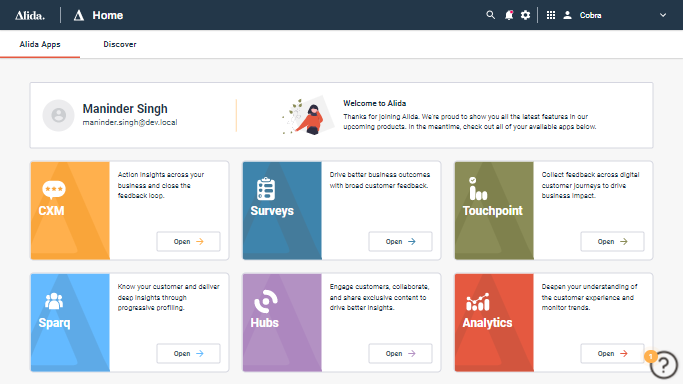 Alida.
Home
Cobra
Alida Apps
Discover
Maninder Singh
maninder.singh@dev.local
Welcome to Alida
Thanks for joining Alida. We're proud to show you all the latest features in our
upcoming products. In the meantime, check out all of your available apps below.
CXM
Action insights across your
business and close the
feedback loop.
Open
Surveys
Drive better business outcomes
with broad customer feedback.
Open
Touchpoint
Collect feedback across digital
customer journeys to drive
business impact.
Open
Sparq
Know your customer and deliver
deep insights through
progressive profiling.
Open
Hubs
Engage customers, collaborate,
and share exclusive content to
drive better insights.
Open
Analytics
Deepen your understanding of
the customer experience and
monitor trends.
Open
1
?